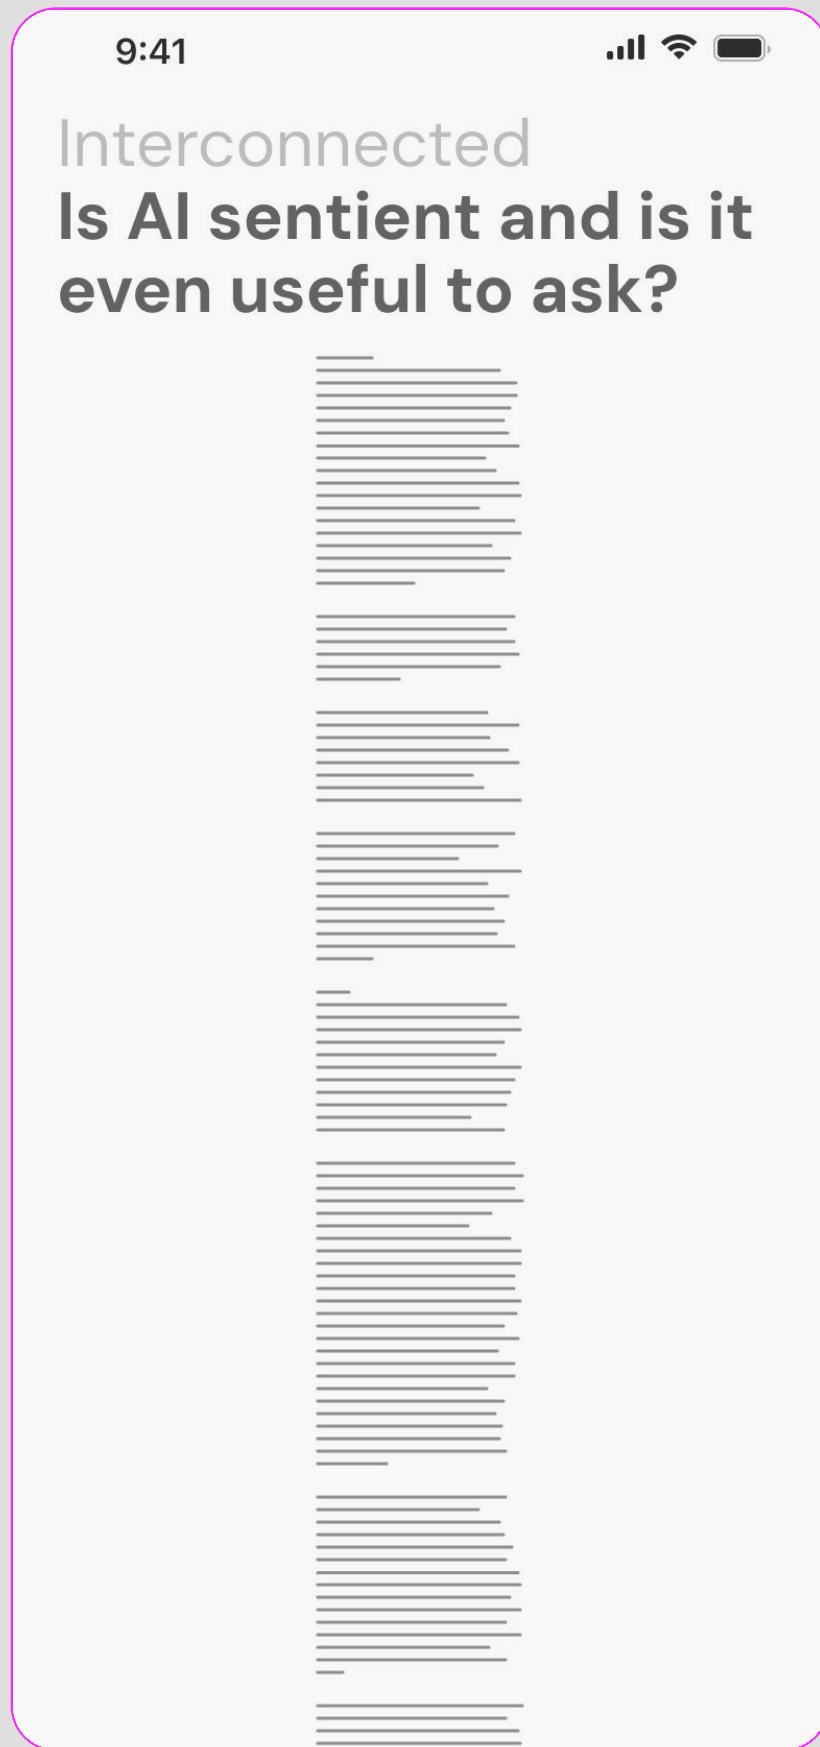 9:41
Interconnected
Is AI sentient and is it
even useful to ask?